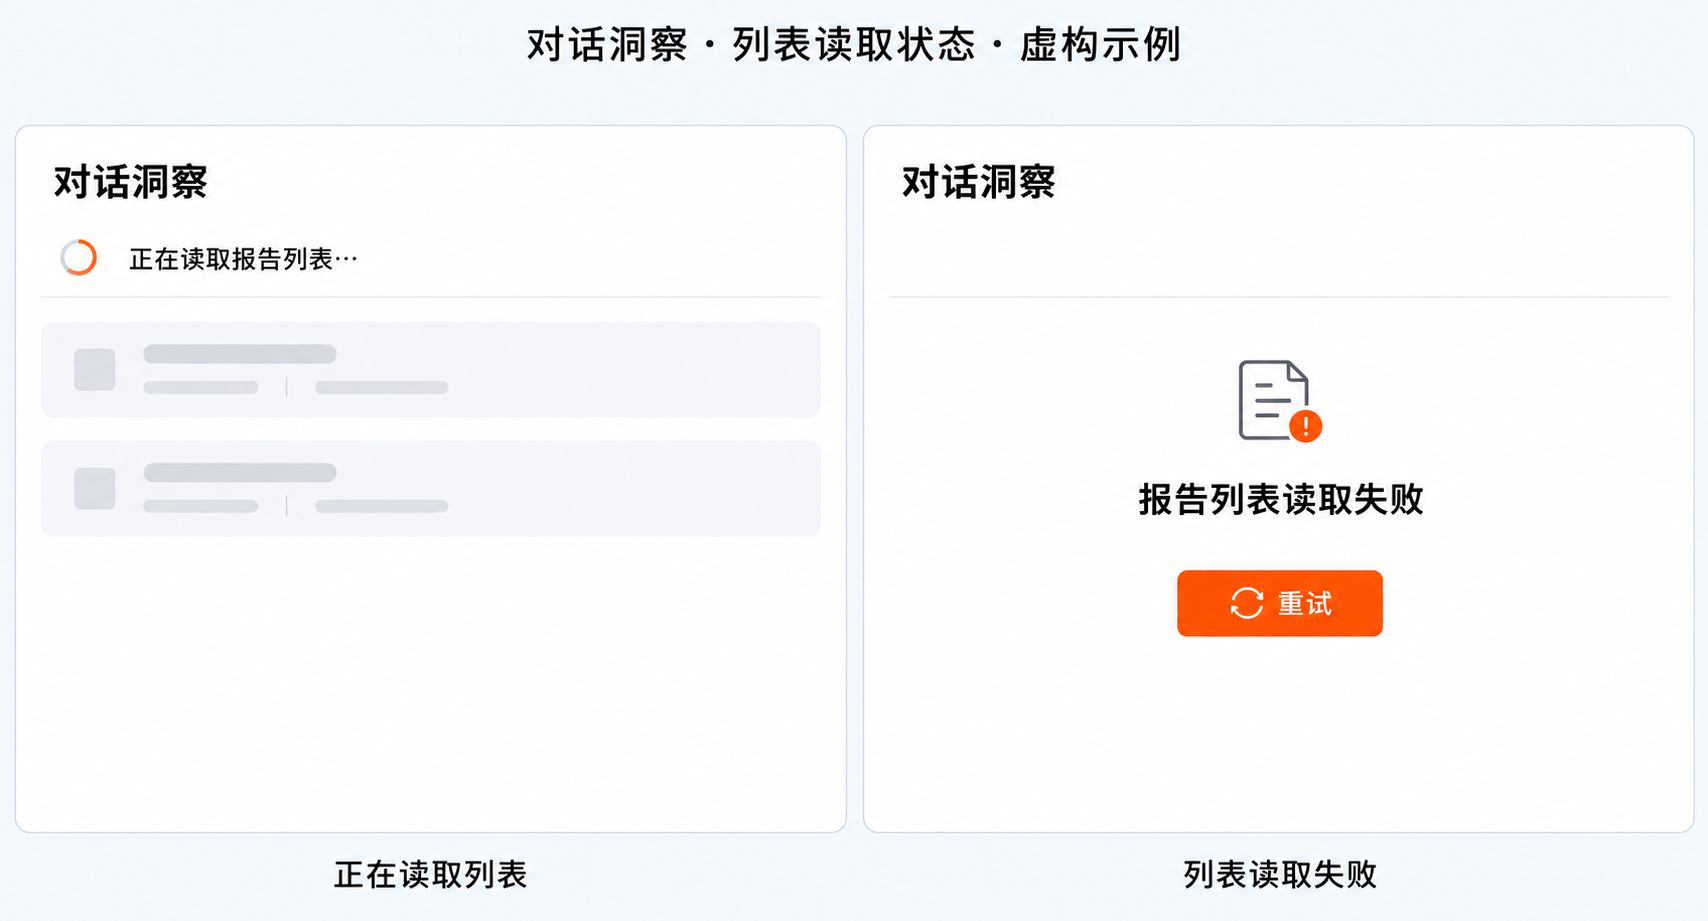 对话洞察 · 列表读取状态 · 虚构示例
对话洞察
正在读取报告列表…
正在读取列表
对话洞察
报告列表读取失败
重试
列表读取失败